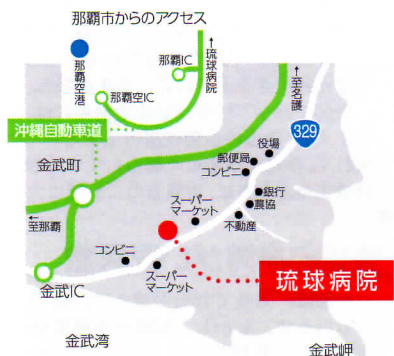 那覇市からのアクセス
那覇空港
那覇IC
那覇空IC
↑琉球病院
沖縄自動車道
金武町
↑至名護
329
役場
郵便局
コンビニ
銀行
農協
不動産
スーパー
マーケット
←至那覇
コンビニ
スーパー
マーケット
琉球病院
金武IC
金武湾
金武岬